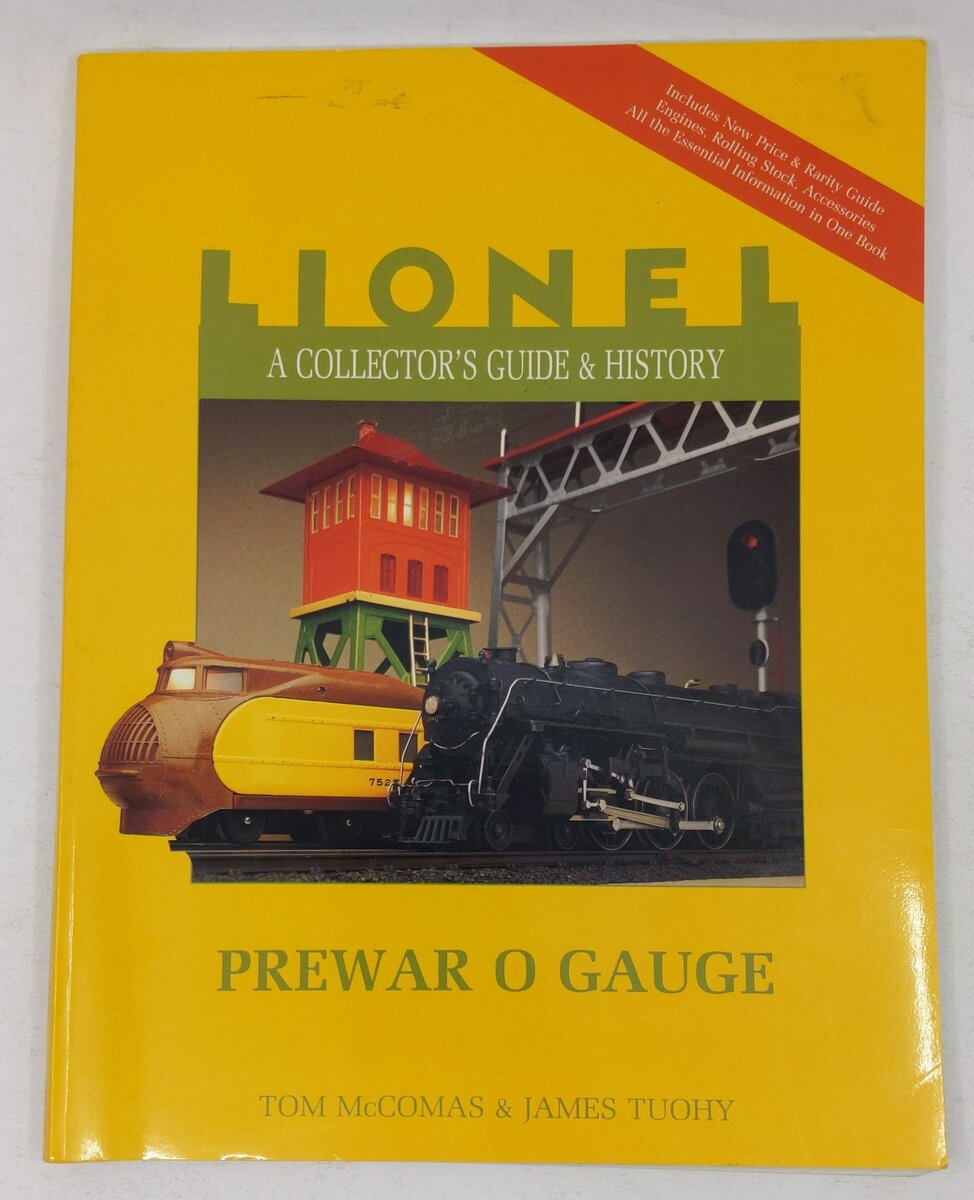 Includes New Price & Rarity Guide
Engines, Rolling Stock, Accessories
All the Essential Information in One Book
LIONEL
A COLLECTOR'S GUIDE & HISTORY
752
PREWAR O GAUGE
TOM McCOMAS & JAMES TUOHY